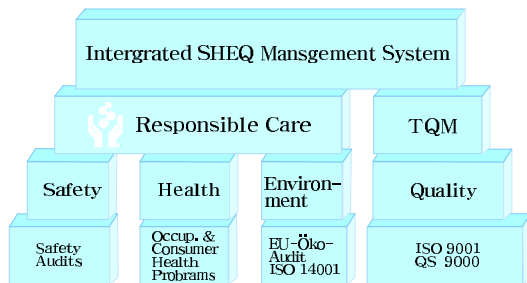 Intergrated SHEQ Mansgement System
Responsible Care
TQM
Safety
Health
Environ-
ment
Quality
Safety
Audits
Occup. &
Consumer
Health
Probrams
EU-Öko-
Audit
ISO 14001
ISO 9001
QS 9000